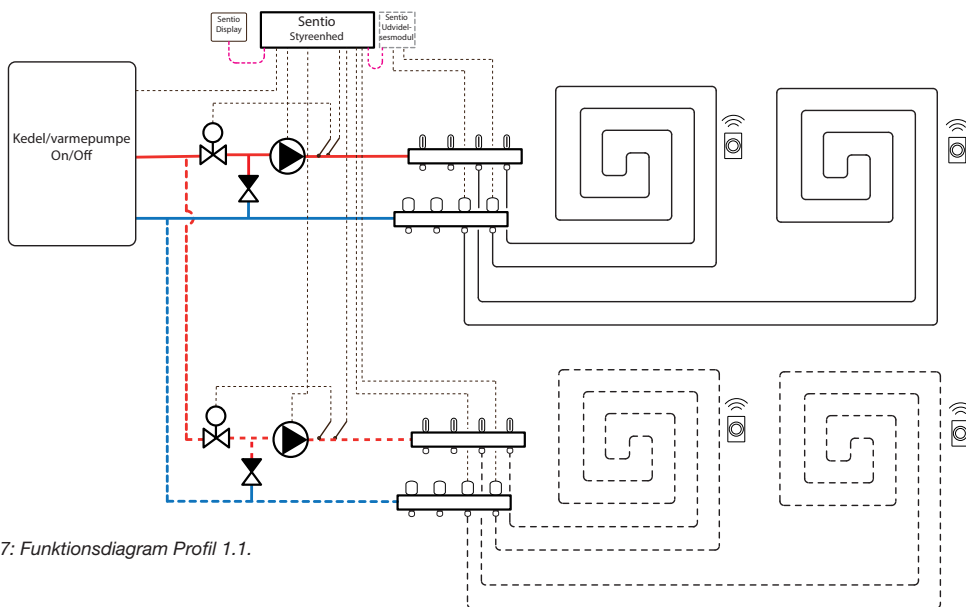 Sentio
Display
Sentio
Styreenhed
Sentio
Udvidel-
sesmodul
Kedel/varmepumpe
On/Off
7: Funktionsdiagram Profil 1.1.